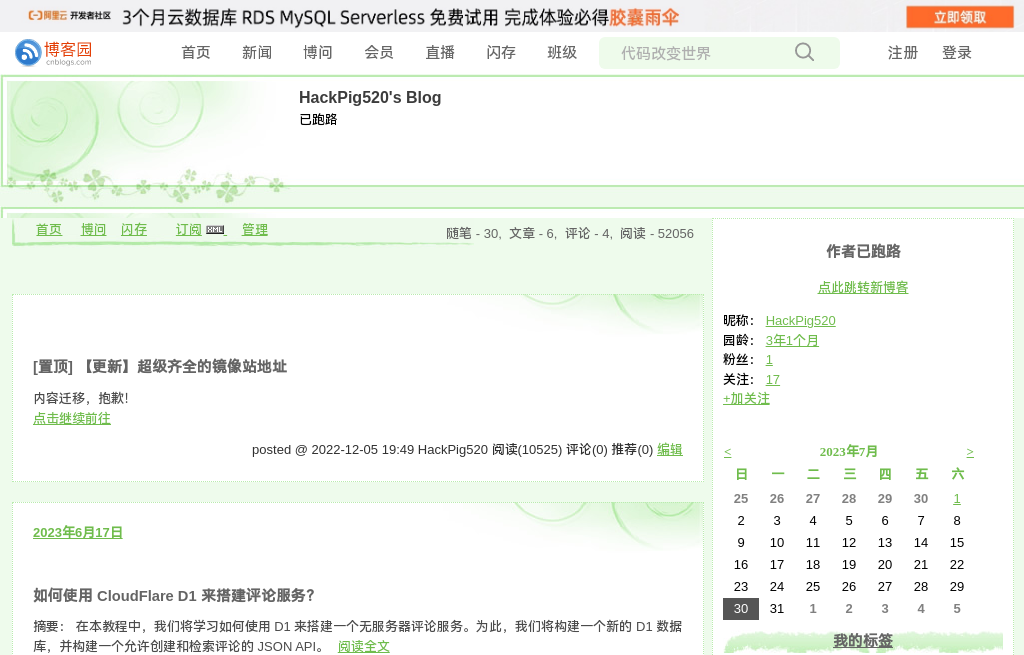 阿里云 开发者社区 3个月云数据库 RDS MySQL Serverless 免费试用 完成体验必得胶囊雨伞 立即领取
博客园 cnblogs.com 首页 新闻 博问 会员 直播 闪存 班级 代码改变世界 注册 登录
HackPig520's Blog
已跑路
首页 博问 闪存 订阅 XML 管理
随笔 - 30, 文章 - 6, 评论 - 4, 阅读 - 52056
[置顶] 【更新】超级齐全的镜像站地址
内容迁移，抱歉！
点击继续前往
posted @ 2022-12-05 19:49 HackPig520 阅读(10525) 评论(0) 推荐(0) 编辑
2023年6月17日
如何使用 CloudFlare D1 来搭建评论服务？
摘要： 在本教程中，我们将学习如何使用 D1 来搭建一个无服务器评论服务。为此，我们将构建一个新的 D1 数据
库，并构建一个允许创建和检索评论的 JSON API。 阅读全文
作者已跑路
点此跳转新博客
昵称： HackPig520
园龄： 3年1个月
粉丝： 1
关注： 17
+加关注
< 2023年7月 >
日 一 二 三 四 五 六
25 26 27 28 29 30 1
2 3 4 5 6 7 8
9 10 11 12 13 14 15
16 17 18 19 20 21 22
23 24 25 26 27 28 29
30 31 1 2 3 4 5
我的标签